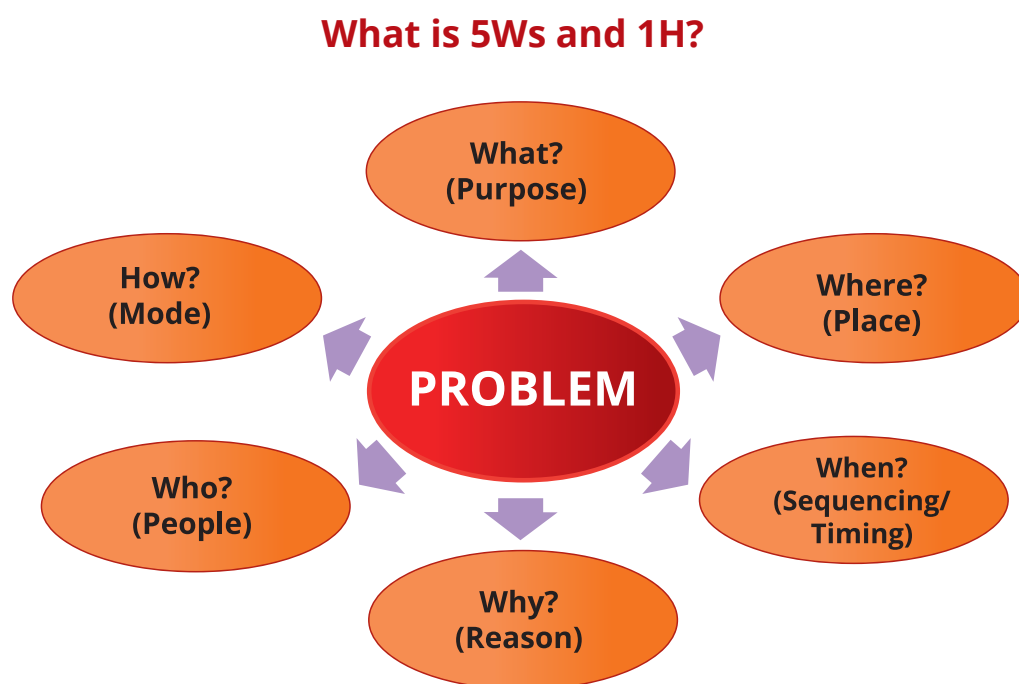 What is 5Ws and 1H?
What?
(Purpose)
How?
(Mode)
Where?
(Place)
PROBLEM
Who?
(People)
When?
(Sequencing/
Timing)
Why?
(Reason)